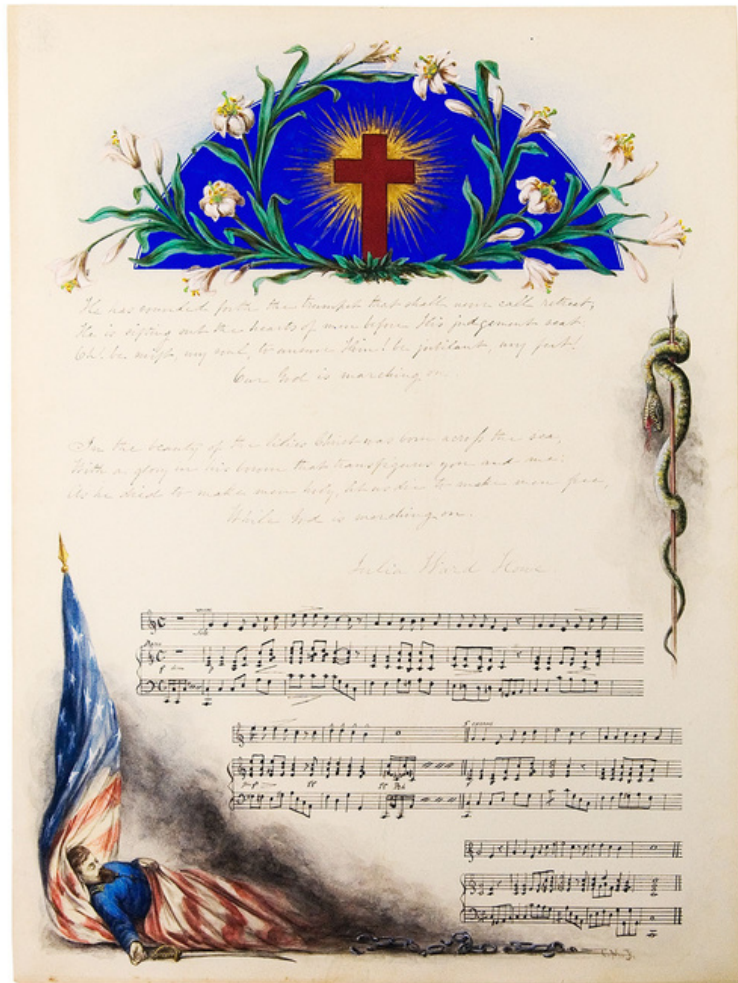 He has sounded forth the trumpet that shall never call retreat,
He is sifting out the hearts of men before His judgement seat.
Oh! be swift, my soul, to answer Him! be jubilant, my feet!
Our God is marching on.
In the beauty of the lilies Christ was born across the sea,
With a glory in his bosom that transfigures you and me:
As he died to make men holy, let us die to make men free,
While God is marching on.
Julia Ward Howe.